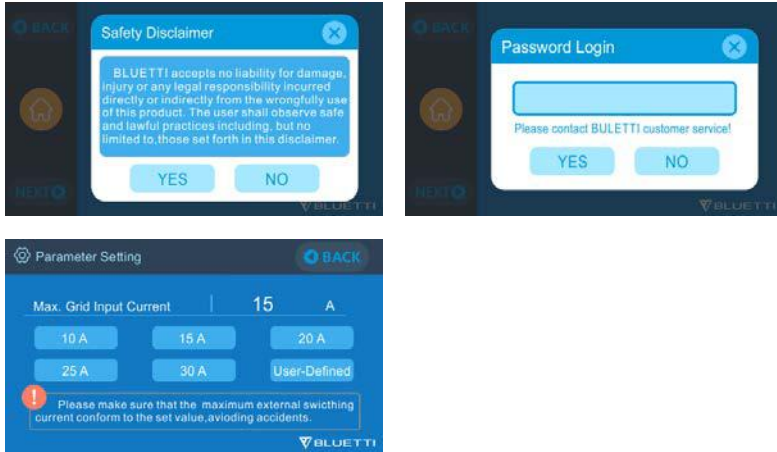 BACK
Safety Disclaimer
BLUETTI accepts no liability for damage,
injury or any legal responsibility incurred
directly or indirectly from the wrongfully use
of this product. The user shall observe safe
and lawful practices including, but no
limited to,those set forth in this disclaimer.
YES
NO
NEXT
BLUETTI
BACK
Password Login
Please contact BULETTI customer service!
YES
NO
NEXT
BLUETTI
Parameter Setting
BACK
Max. Grid Input Current
15
A
10 A
15 A
20 A
25 A
30 A
User-Defined
!
Please make sure that the maximum external swicthing
current conform to the set value,avioding accidents.
BLUETTI